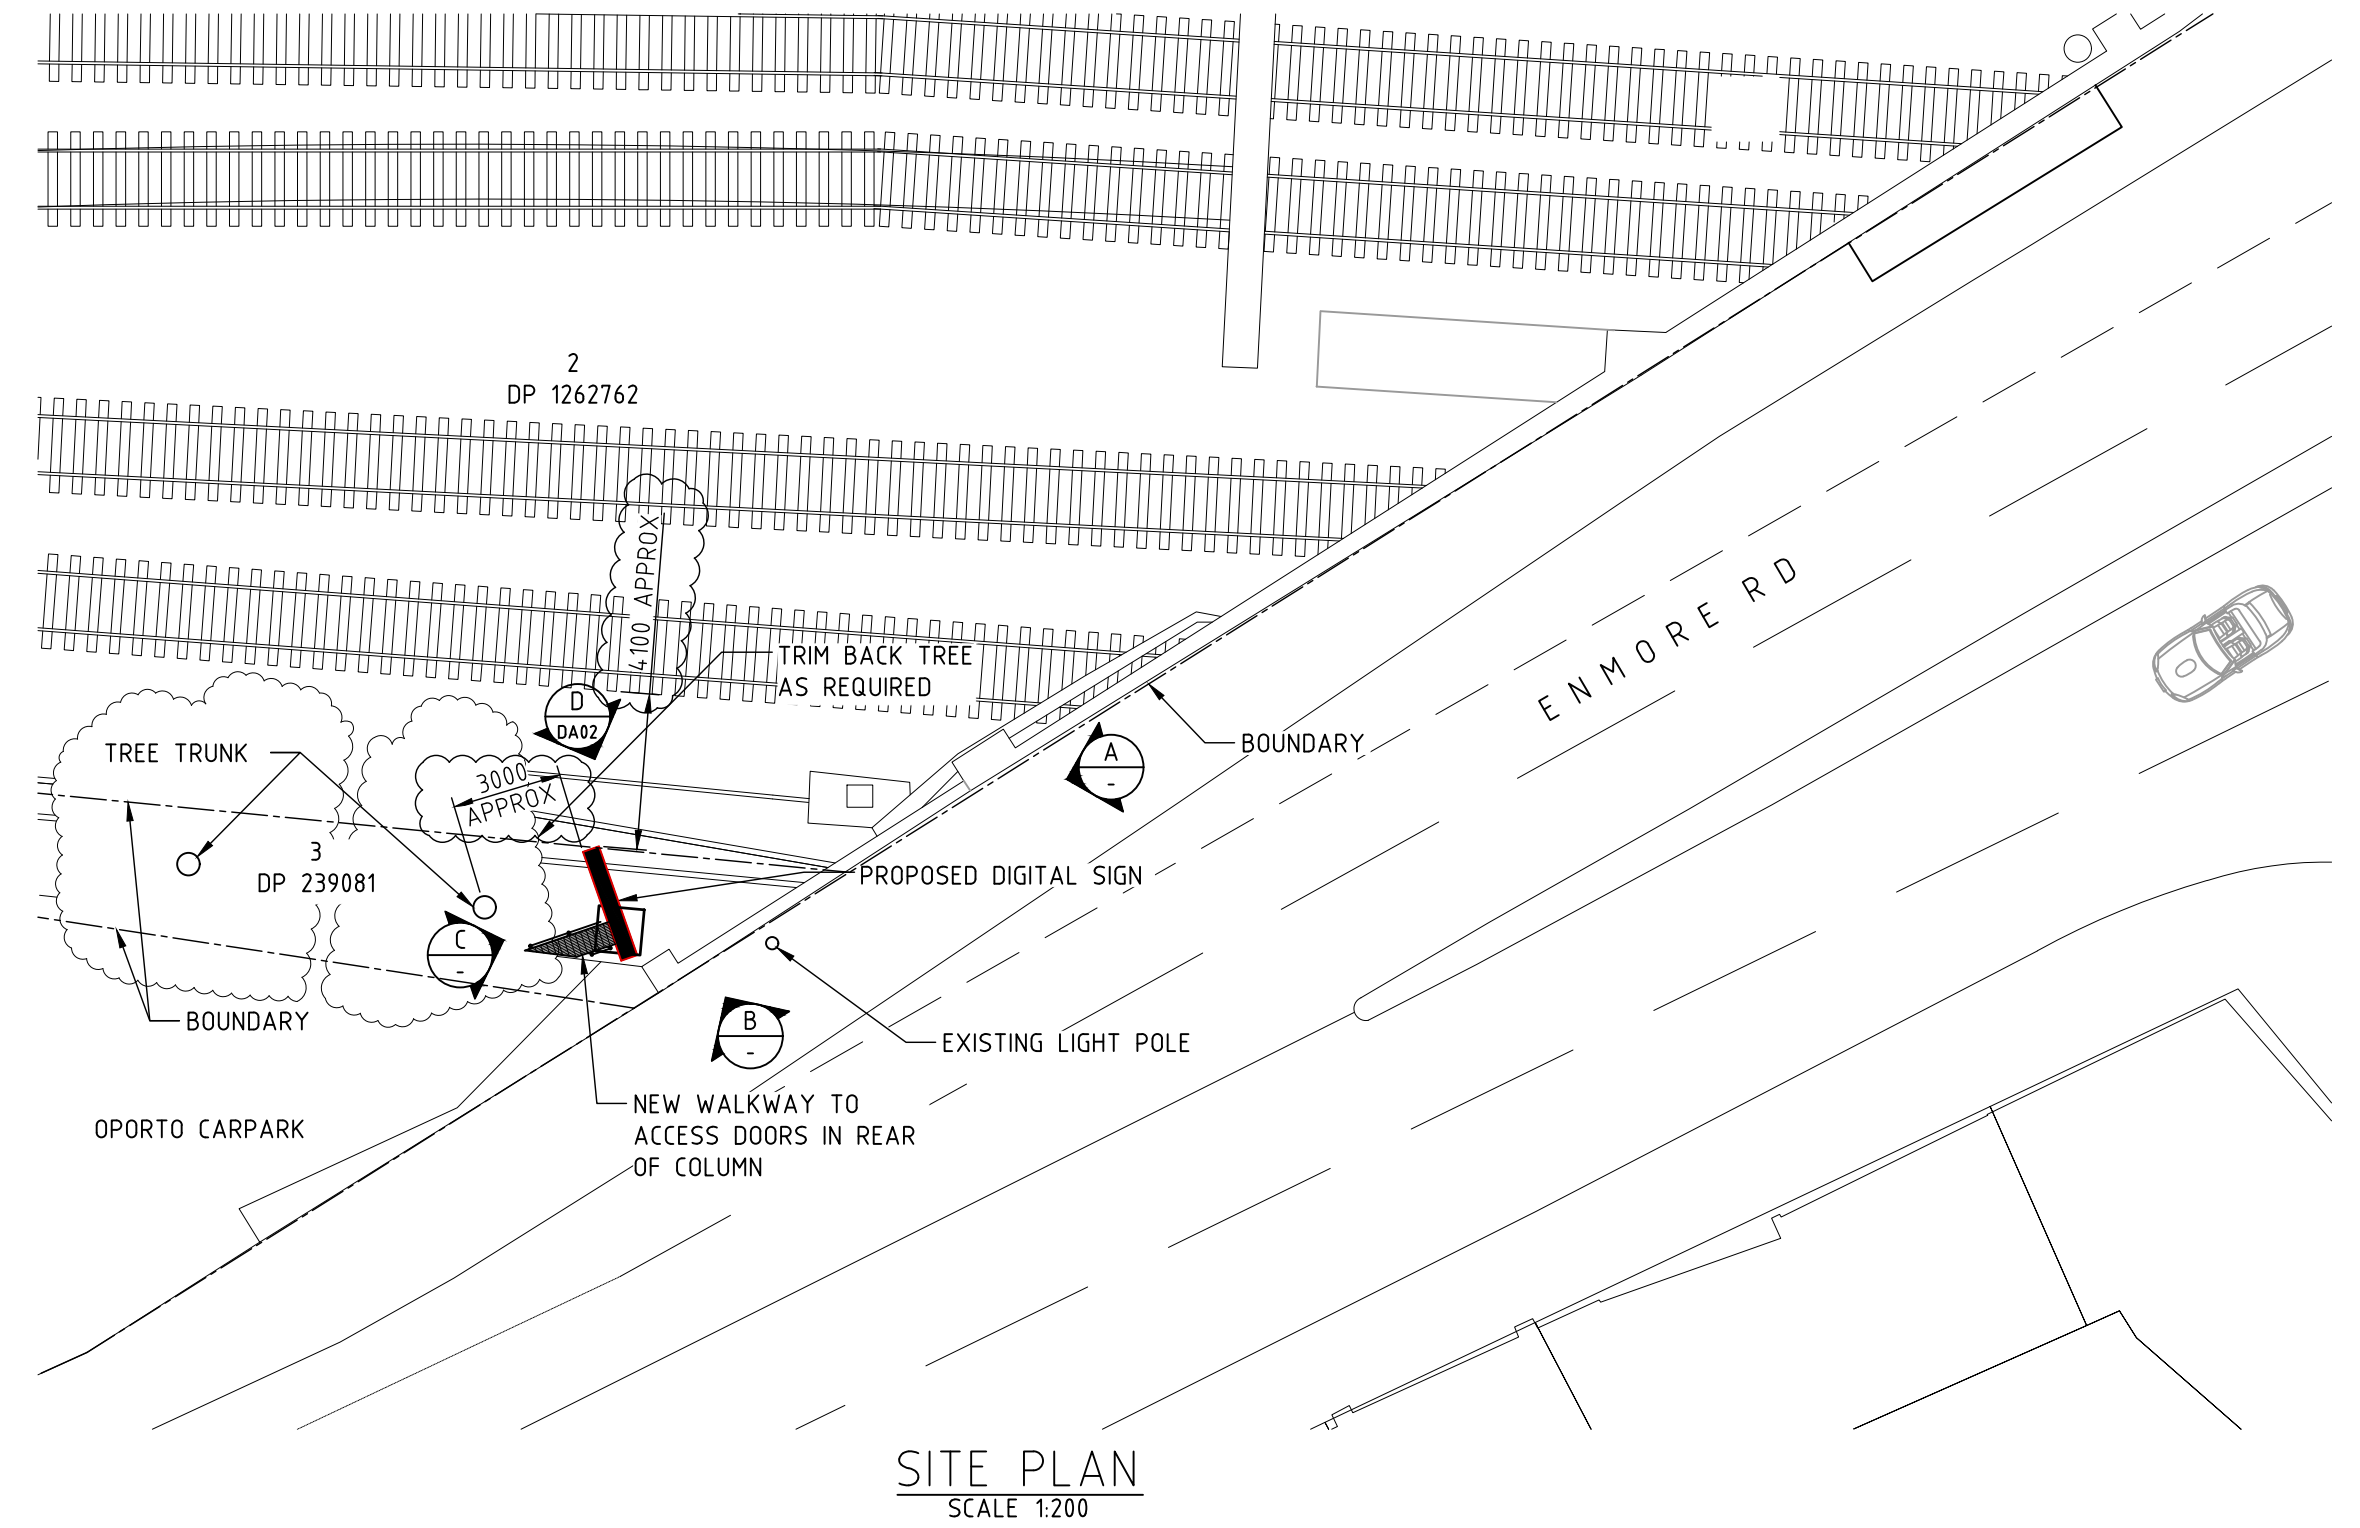 2
DP 1262762
4100 APPROX
TRIM BACK TREE
AS REQUIRED
D
DA02
TREE TRUNK
3000
APPROX
A
-
BOUNDARY
ENMORE RD
3
DP 239081
PROPOSED DIGITAL SIGN
C
-
BOUNDARY
B
-
EXISTING LIGHT POLE
NEW WALKWAY TO
ACCESS DOORS IN REAR
OF COLUMN
OPORTO CARPARK
SITE PLAN
SCALE 1:200